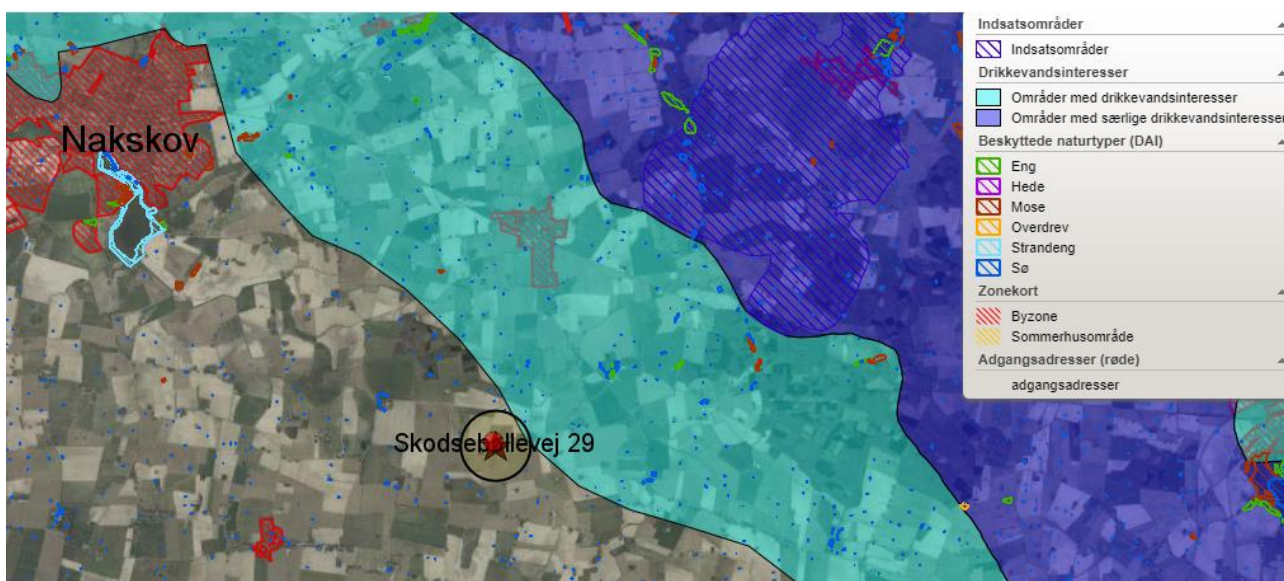 Nakskov
Skodsebøllevej 29
Indsatsområder
Indsatsområder
Drikkevandsinteresser
Områder med drikkevandsinteresser
Områder med særlige drikkevandsinteresser
Beskyttede naturtyper (DAI)
Eng
Hede
Mose
Overdrev
Strandeng
Sø
Zonekort
Byzone
Sommerhusområde
Adgangsadresser (røde)
adgangsadresser